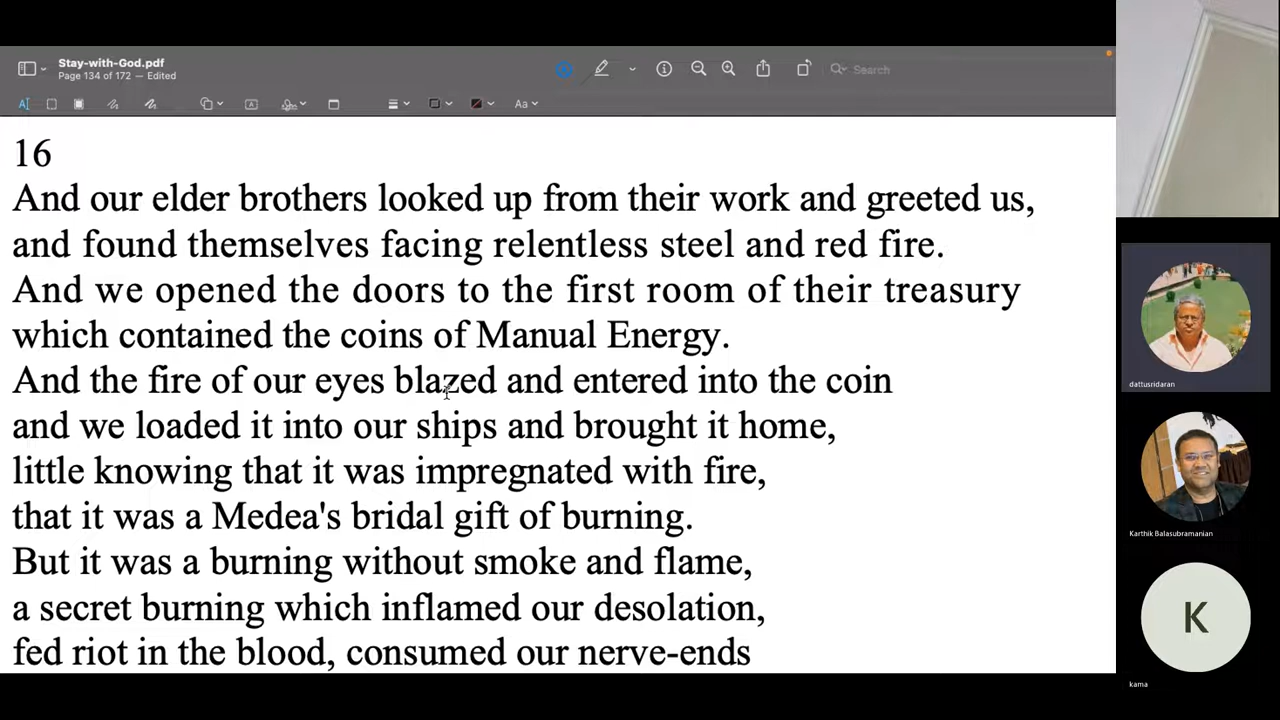 Stay-with-God.pdf
Page 134 of 172 — Edited
Search
Aa
16
And our elder brothers looked up from their work and greeted us,
and found themselves facing relentless steel and red fire.
And we opened the doors to the first room of their treasury
which contained the coins of Manual Energy.
And the fire of our eyes blazed and entered into the coin
and we loaded it into our ships and brought it home,
little knowing that it was impregnated with fire,
that it was a Medea's bridal gift of burning.
But it was a burning without smoke and flame,
a secret burning which inflamed our desolation,
fed riot in the blood, consumed our nerve-ends
dattusridaran
Karthik Balasubramanian
K
kama